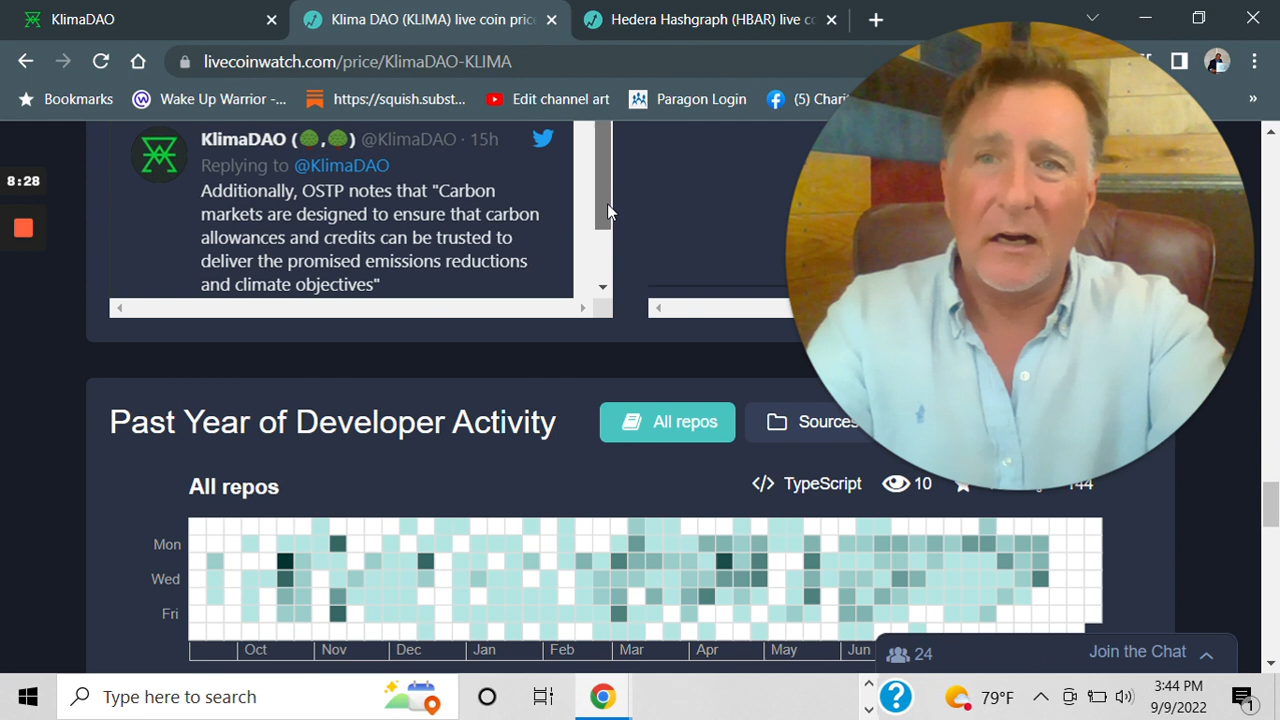 KlimaDAO
Klima DAO (KLIMA) live coin pric
Hedera Hashgraph (HBAR) live co
livecoinwatch.com/price/KlimaDAO-KLIMA
Bookmarks
Wake Up Warrior -...
https://squish.subst...
Edit channel art
Paragon Login
(5) Chari
»
KlimaDAO (🌳,🌳) @KlimaDAO · 15h
Replying to @KlimaDAO
Additionally, OSTP notes that "Carbon
markets are designed to ensure that carbon
allowances and credits can be trusted to
deliver the promised emissions reductions
and climate objectives"
8:28
Past Year of Developer Activity
All repos
Sources
All repos
TypeScript
10
Mon
Wed
Fri
Oct
Nov
Dec
Jan
Feb
Mar
Apr
May
Jun
24
Join the Chat
Type here to search
79°F
3:44 PM
9/9/2022
1